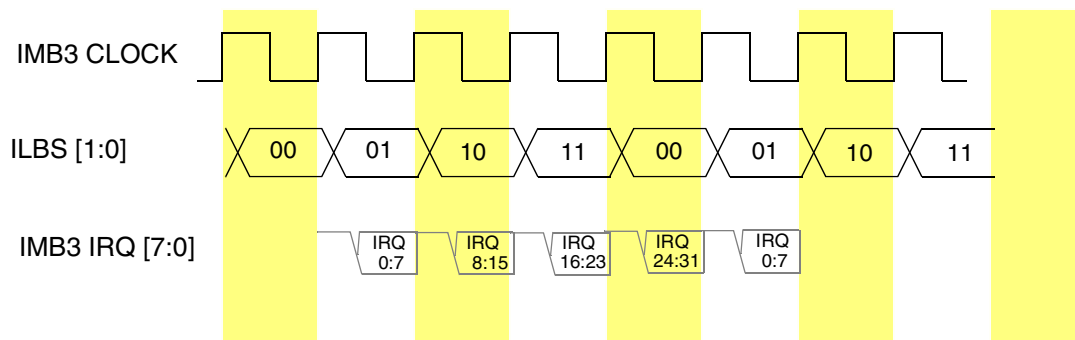 IMB3 CLOCK
ILBS [1:0]
00 01 10 11 00 01 10 11
IMB3 IRQ [7:0]
IRQ IRQ IRQ IRQ IRQ
0:7 8:15 16:23 24:31 0:7